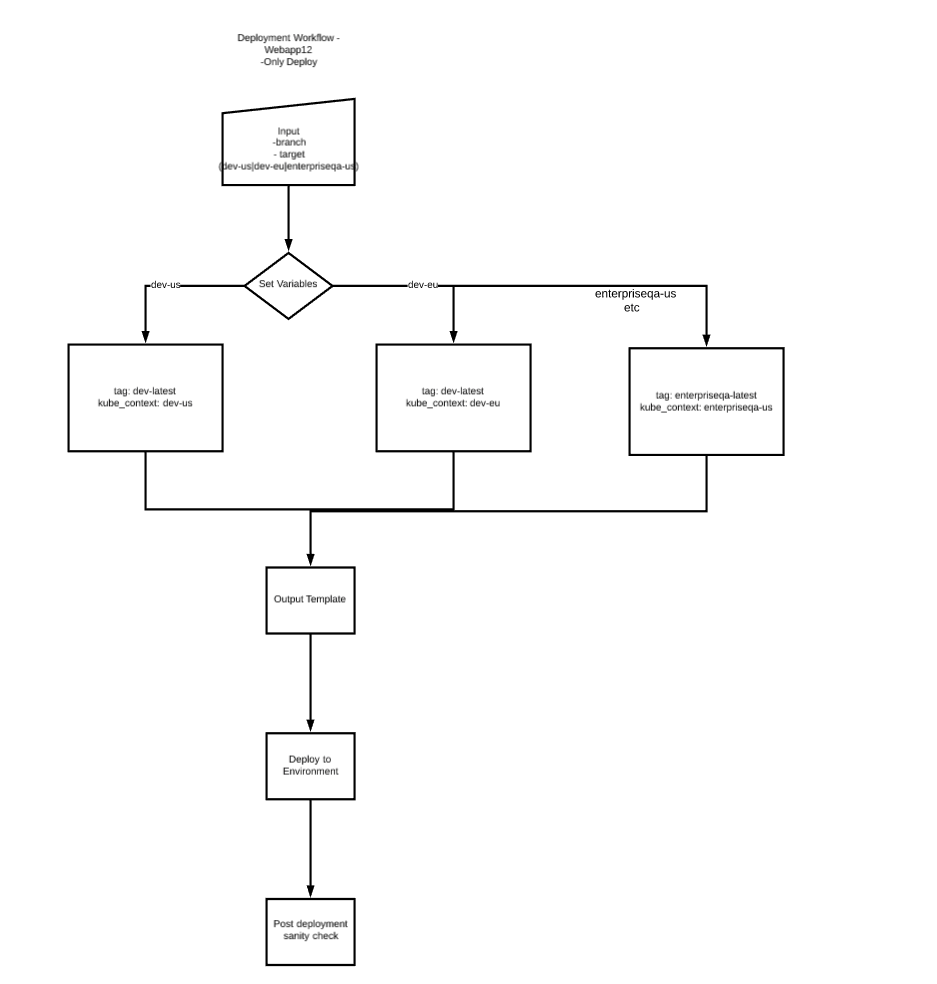 Deployment Workflow -
Webapp12
-Only Deploy
Input
-branch
- target
(dev-us|dev-eu|enterpriseqa-us)
Set Variables
dev-us
dev-eu
enterpriseqa-us
etc
tag: dev-latest
kube_context: dev-us
tag: dev-latest
kube_context: dev-eu
tag: enterpriseqa-latest
kube_context: enterpriseqa-us
Output Template
Deploy to
Environment
Post deployment
sanity check